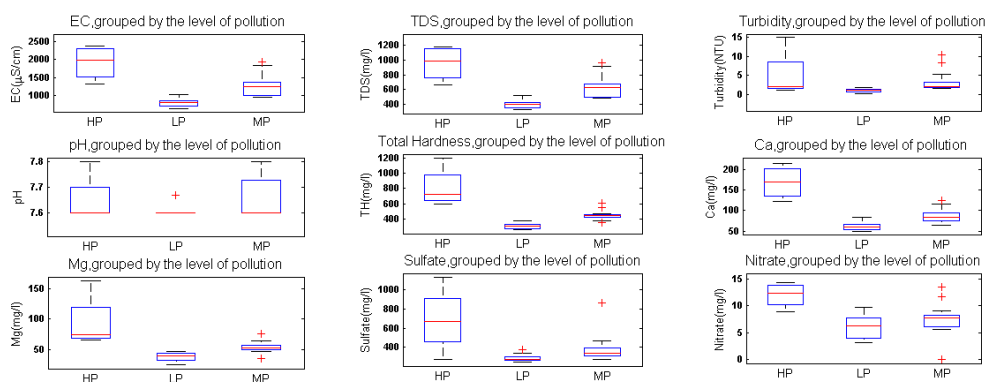 EC,grouped by the level of pollution
EC(µS/cm)
2500
2000
1500
1000
HP
LP
MP
TDS,grouped by the level of pollution
TDS(mg/l)
1000
800
600
400
HP
LP
MP
Turbidity,grouped by the level of pollution
Turbidity(NTU)
15
10
5
0
HP
LP
MP
pH,grouped by the level of pollution
pH
7.8
7.7
7.6
HP
LP
MP
Total Hardness,grouped by the level of pollution
TH(mg/l)
1200
1000
800
600
400
HP
LP
MP
Ca,grouped by the level of pollution
Ca(mg/l)
200
150
100
50
HP
LP
MP
Mg,grouped by the level of pollution
Mg(mg/l)
150
100
50
HP
LP
MP
Sulfate,grouped by the level of pollution
Sulfate(mg/l)
1000
800
600
400
HP
LP
MP
Nitrate,grouped by the level of pollution
Nitrate(mg/l)
15
10
5
0
HP
LP
MP